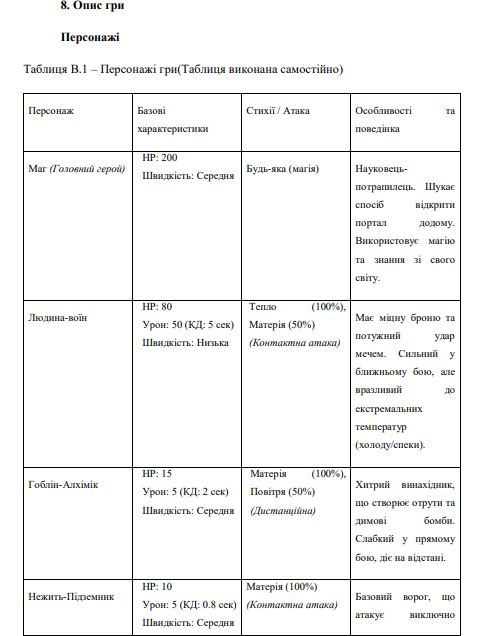 8. Опис гри
Персонажі
Таблиця В.1 – Персонажі гри(Таблиця виконана самостійно)
Персонаж
Базові
характеристики
Стихії / Атака
Особливості та
поведінка
Маг (Головний герой)
HP: 200
Швидкість: Середня
Будь-яка (магія)
Науковець-
потрапилець. Шукає
спосіб відкрити
портал додому.
Використовує магію
та знання зі свого
світу.
Людина-воїн
HP: 80
Урон: 50 (КД: 5 сек)
Швидкість: Низька
Тепло (100%),
Матерія (50%)
(Контактна атака)
Має міцну броню та
потужний удар
мечем. Сильний у
ближньому бою, але
вразливий до
екстремальних
температур
(холоду/спеки).
Гоблін-Алхімік
HP: 15
Урон: 5 (КД: 2 сек)
Швидкість: Середня
Матерія (100%),
Повітря (50%)
(Дистанційна)
Хитрий винахідник,
що створює отрути та
димові бомби.
Слабкий у прямому
бою, діє на відстані.
Нежить-Підземник
HP: 10
Урон: 5 (КД: 0.8 сек)
Швидкість: Середня
Матерія (100%)
(Контактна атака)
Базовий ворог, що
атакує виключно